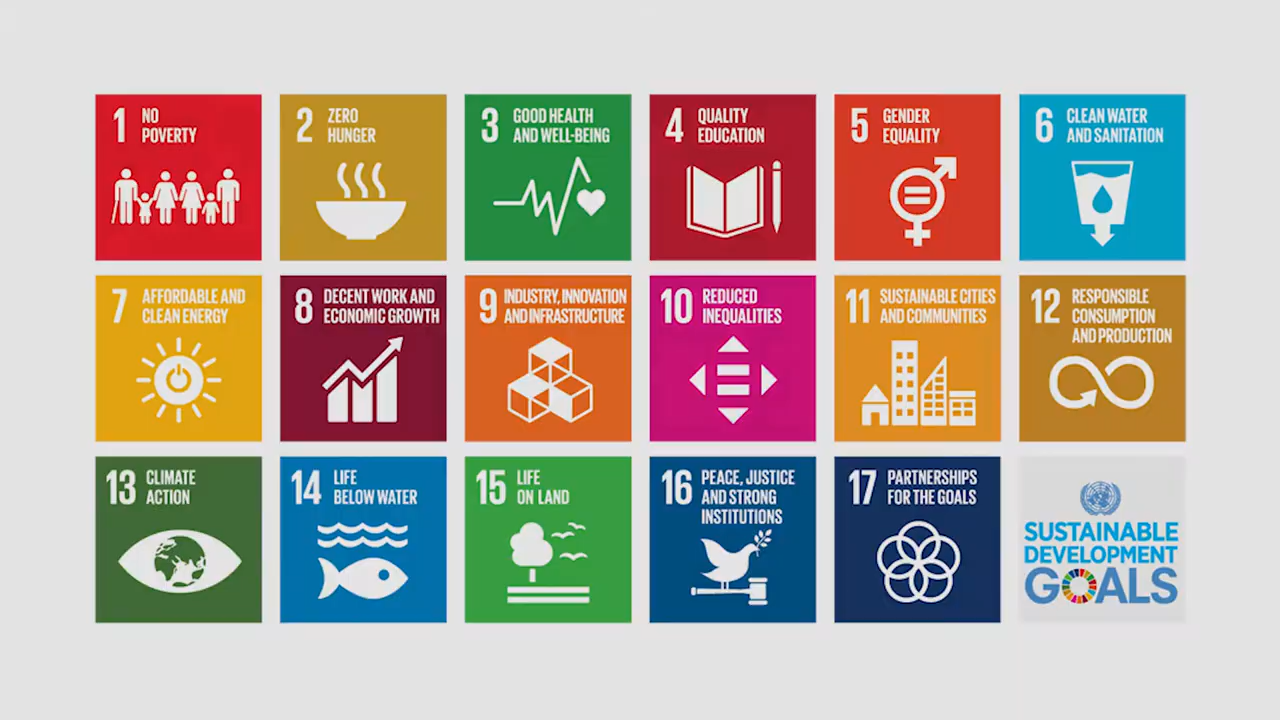 1 NO
POVERTY
2 ZERO
HUNGER
3 GOOD HEALTH
AND WELL-BEING
4 QUALITY
EDUCATION
5 GENDER
EQUALITY
6 CLEAN WATER
AND SANITATION
7 AFFORDABLE AND
CLEAN ENERGY
8 DECENT WORK AND
ECONOMIC GROWTH
9 INDUSTRY, INNOVATION
AND INFRASTRUCTURE
10 REDUCED
INEQUALITIES
11 SUSTAINABLE CITIES
AND COMMUNITIES
12 RESPONSIBLE
CONSUMPTION
AND PRODUCTION
13 CLIMATE
ACTION
14 LIFE
BELOW WATER
15 LIFE
ON LAND
16 PEACE, JUSTICE
AND STRONG
INSTITUTIONS
17 PARTNERSHIPS
FOR THE GOALS
SUSTAINABLE
DEVELOPMENT
GOALS